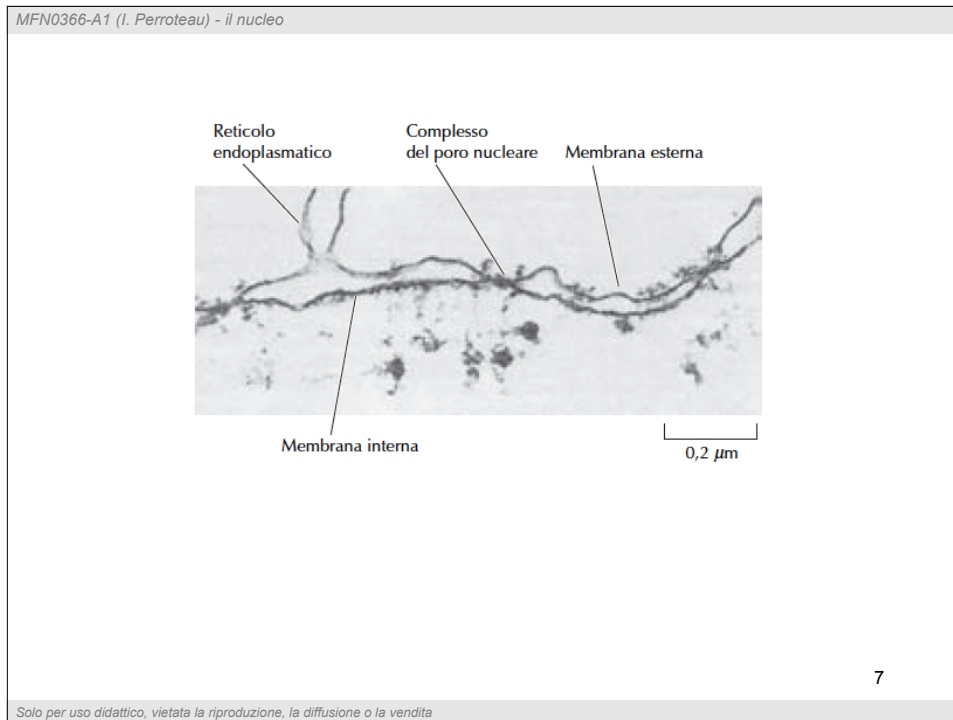 MFN0366-A1 (I. Perroteau) - il nucleo
Reticolo
endoplasmatico
Complesso
del poro nucleare
Membrana esterna
Membrana interna
0,2 μm
7
Solo per uso didattico, vietata la riproduzione, la diffusione o la vendita